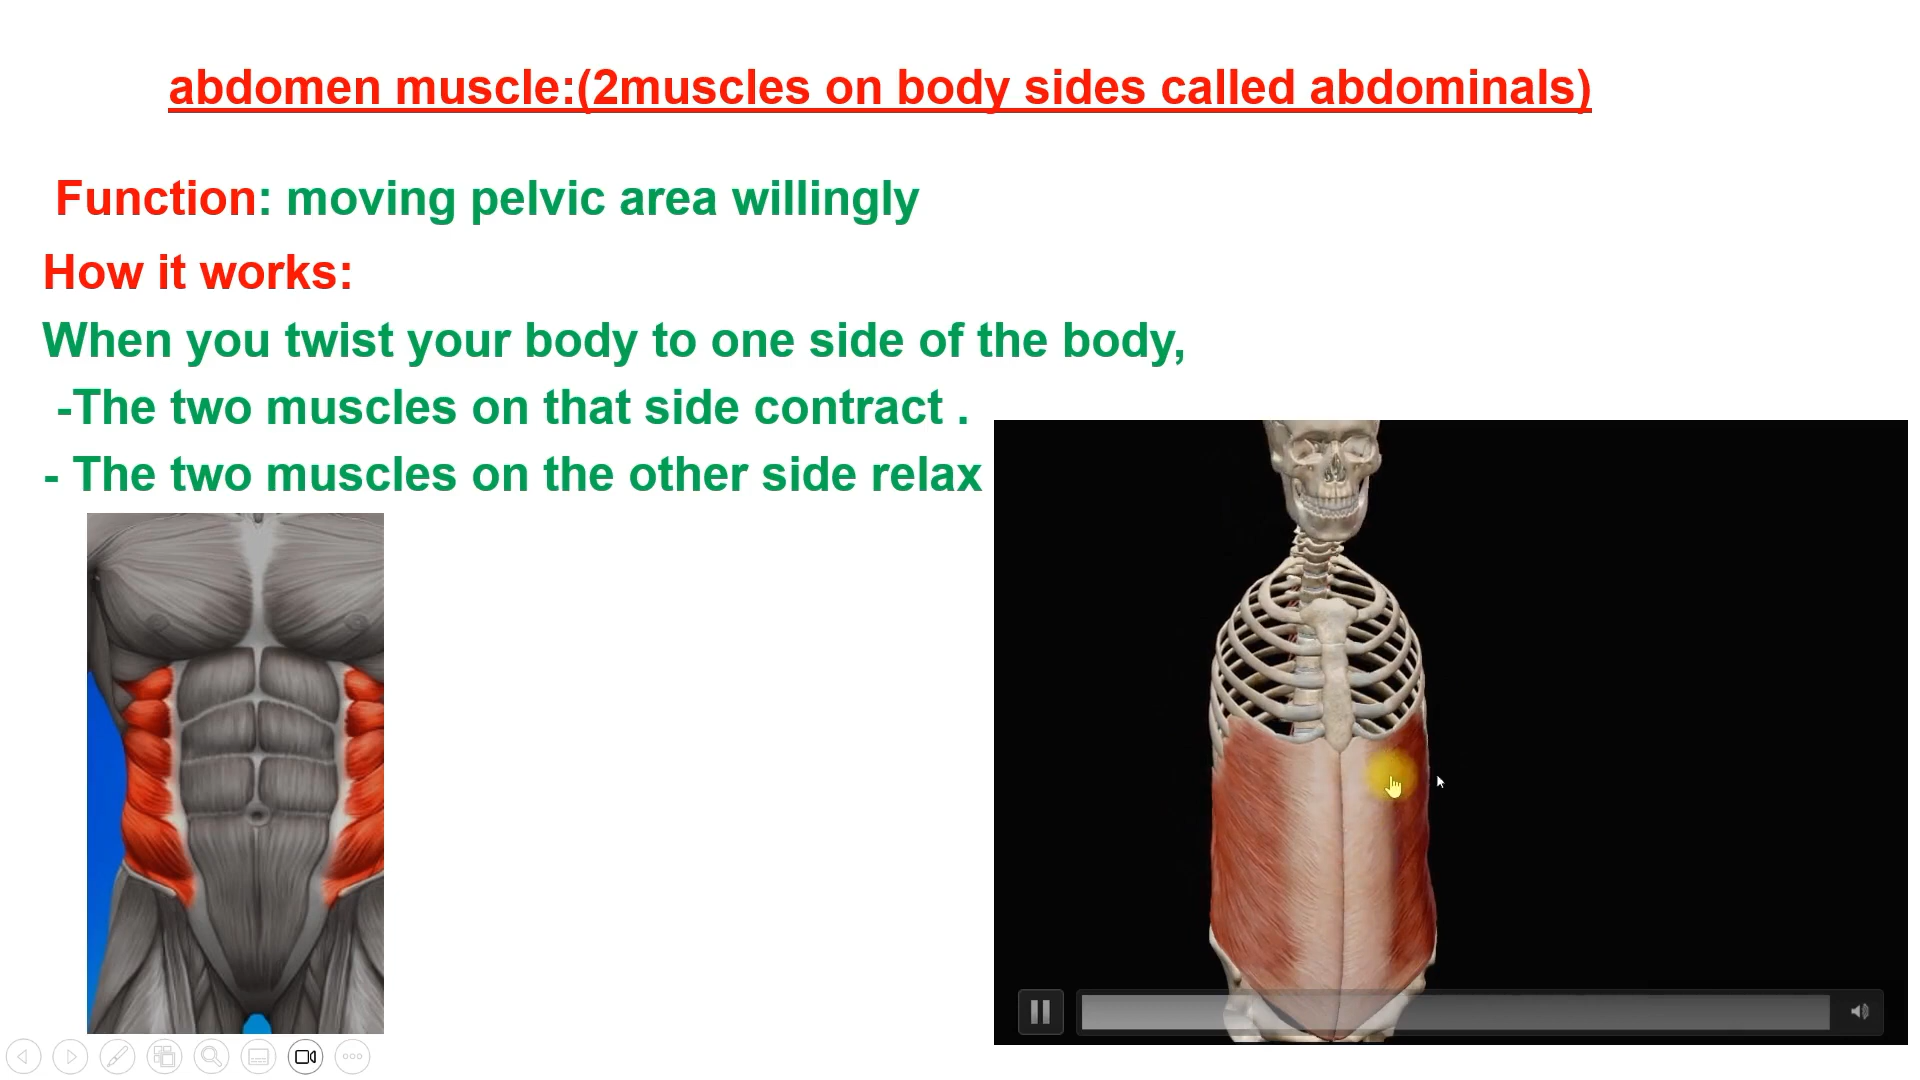 abdomen muscle:(2muscles on body sides called abdominals)
Function: moving pelvic area willingly
How it works:
When you twist your body to one side of the body,
-The two muscles on that side contract .
- The two muscles on the other side relax